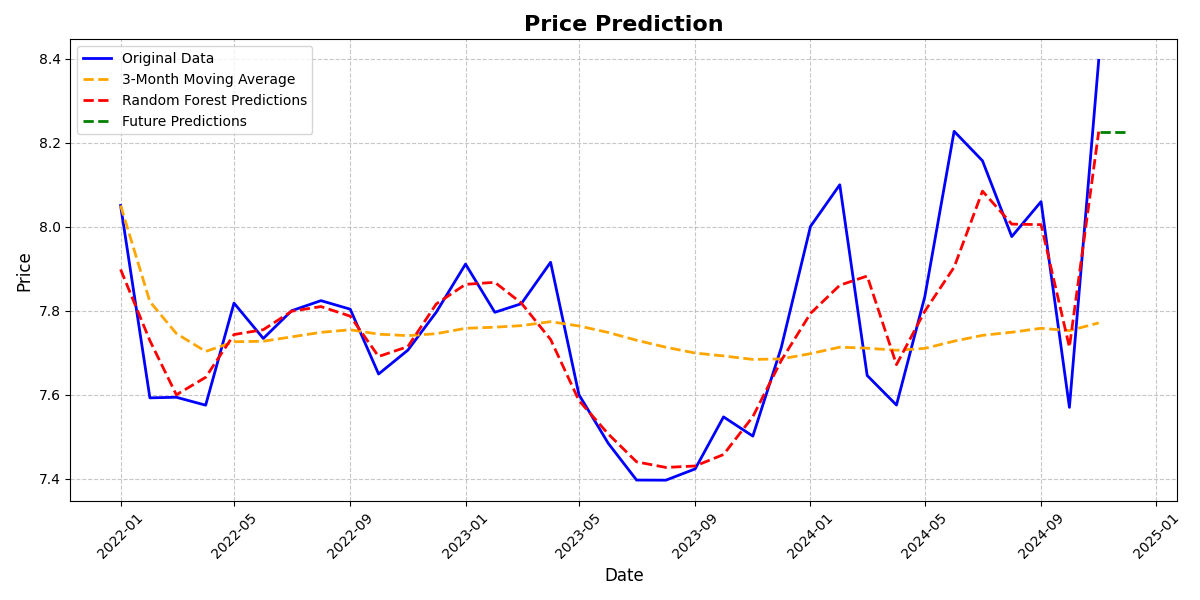 Price Prediction
Original Data
3-Month Moving Average
Random Forest Predictions
Future Predictions
Price
8.4
8.2
8.0
7.8
7.6
7.4
2022-01
2022-05
2022-09
2023-01
2023-05
2023-09
2024-01
2024-05
2024-09
2025-01
Date